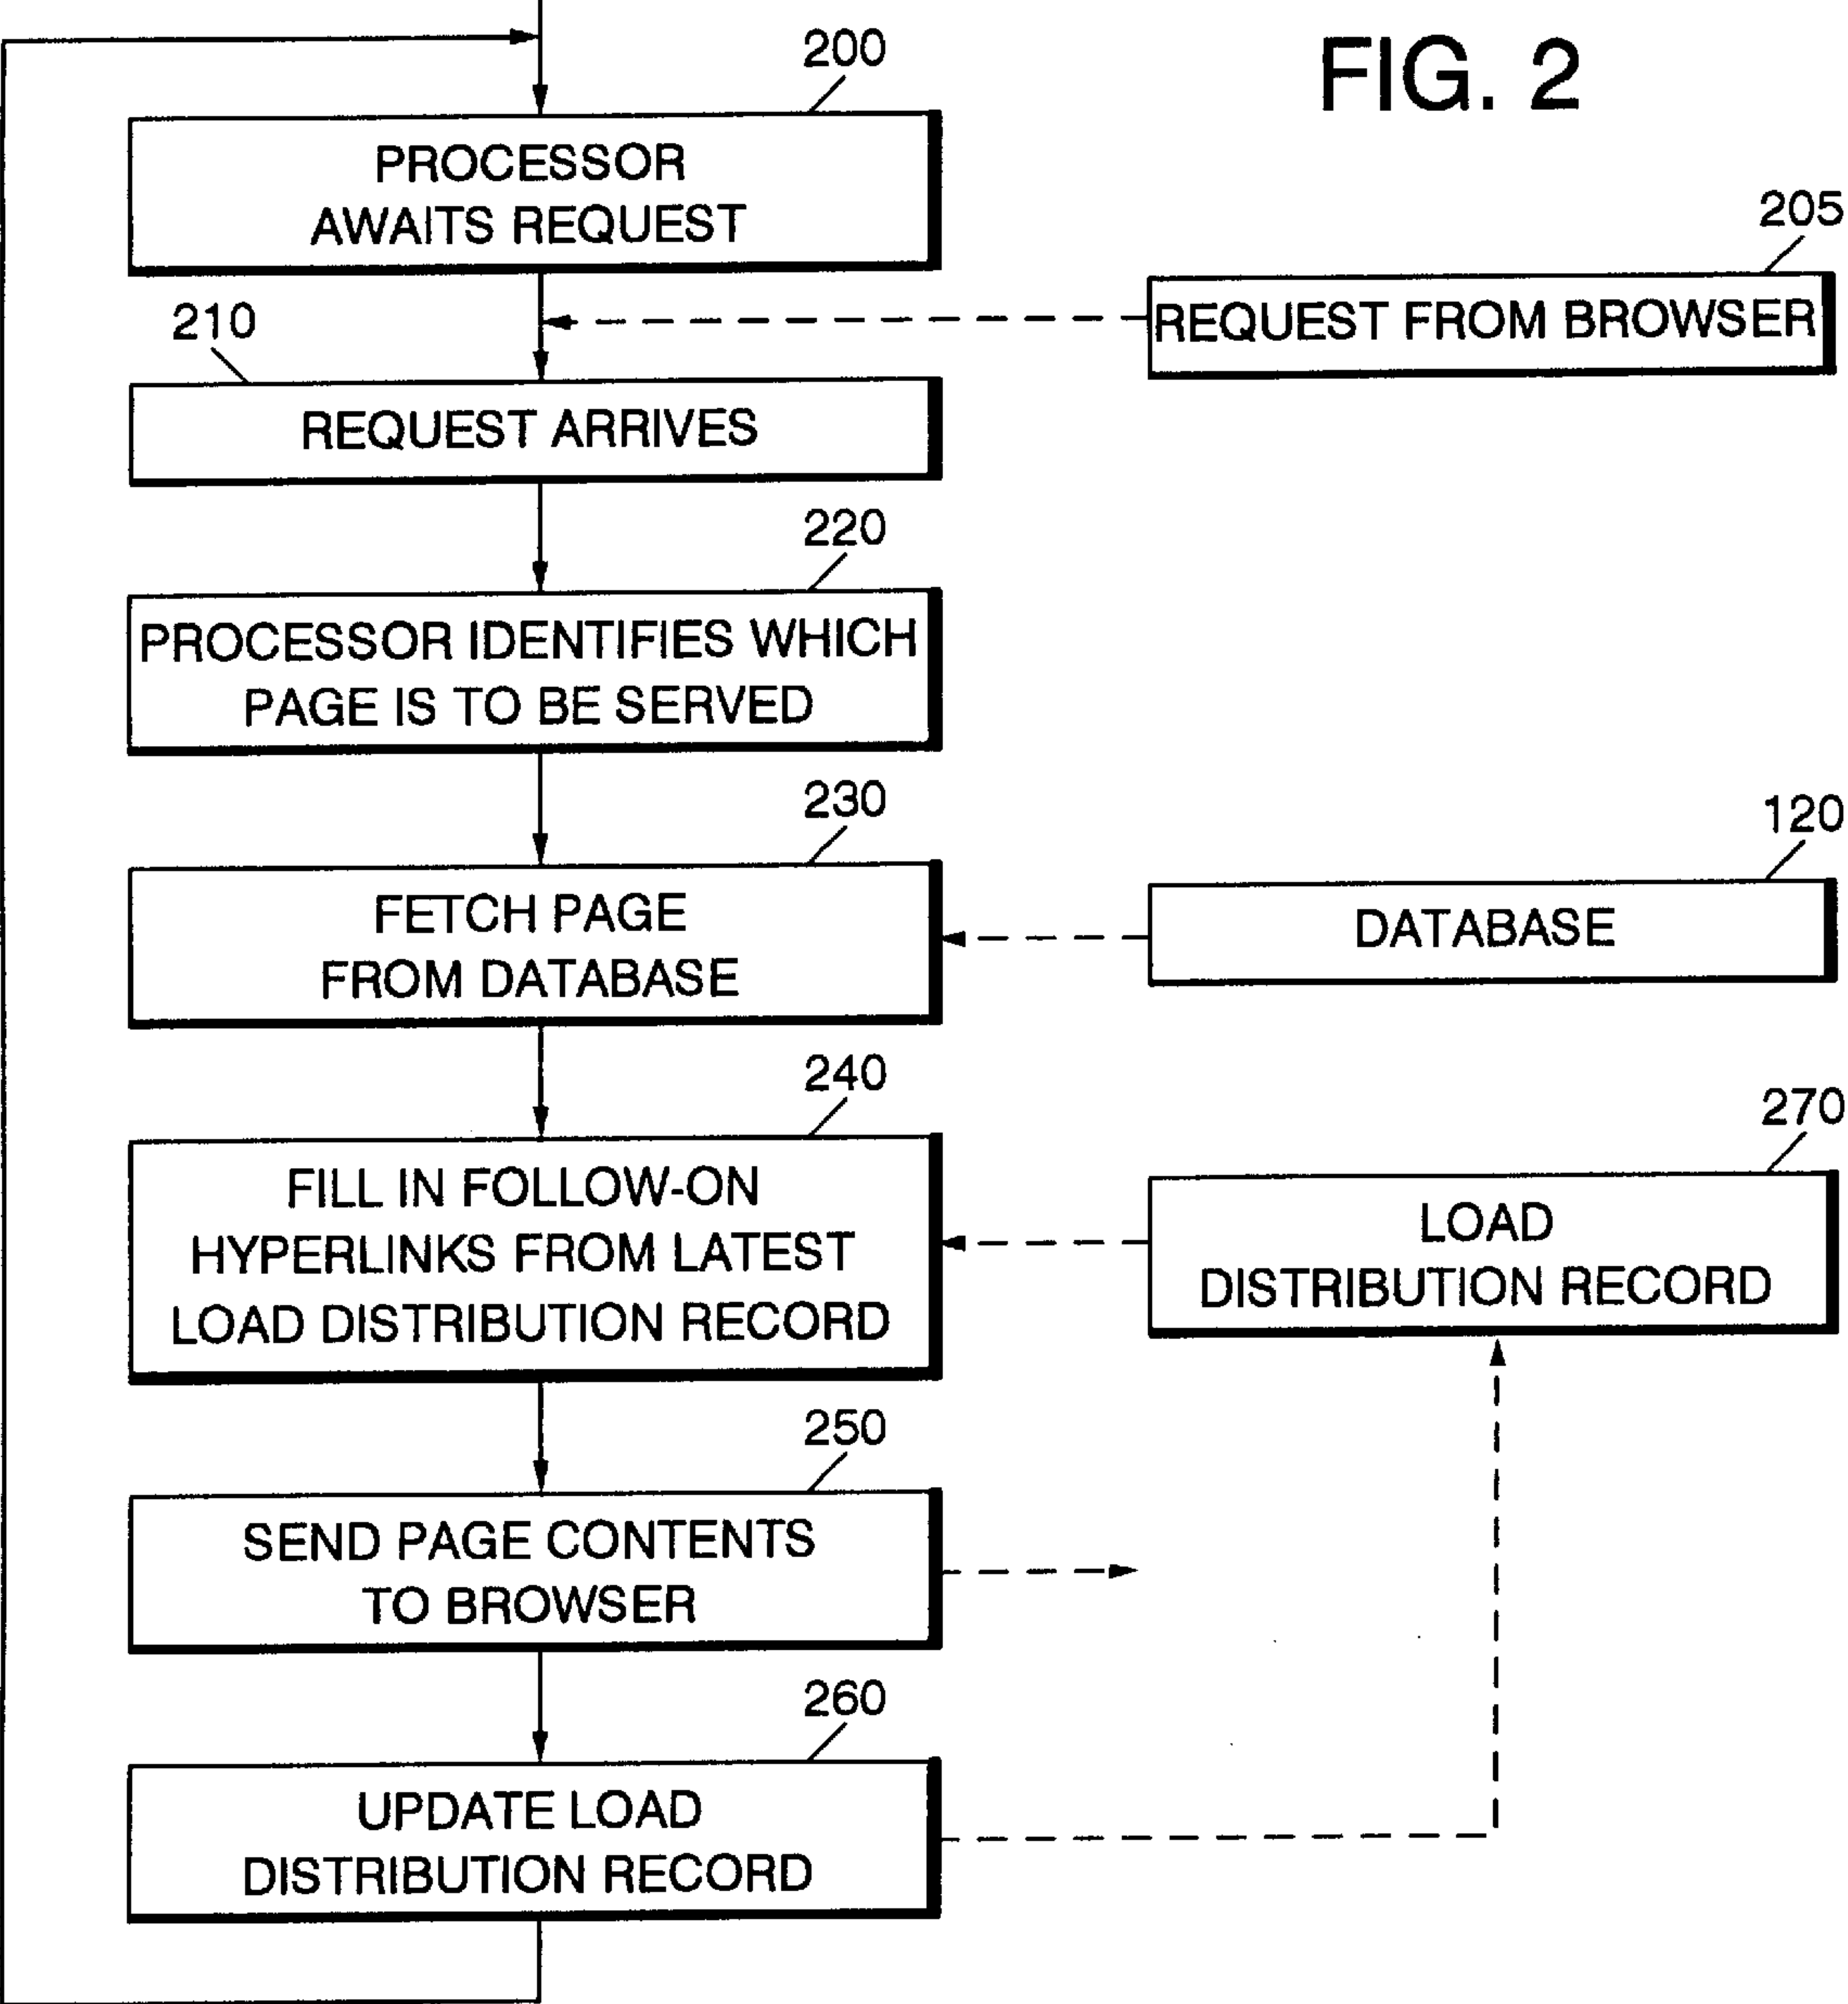 FIG. 2
200
PROCESSOR
AWAITS REQUEST
205
REQUEST FROM BROWSER
210
REQUEST ARRIVES
220
PROCESSOR IDENTIFIES WHICH
PAGE IS TO BE SERVED
230
FETCH PAGE
FROM DATABASE
120
DATABASE
240
FILL IN FOLLOW-ON
HYPERLINKS FROM LATEST
LOAD DISTRIBUTION RECORD
270
LOAD
DISTRIBUTION RECORD
250
SEND PAGE CONTENTS
TO BROWSER
260
UPDATE LOAD
DISTRIBUTION RECORD